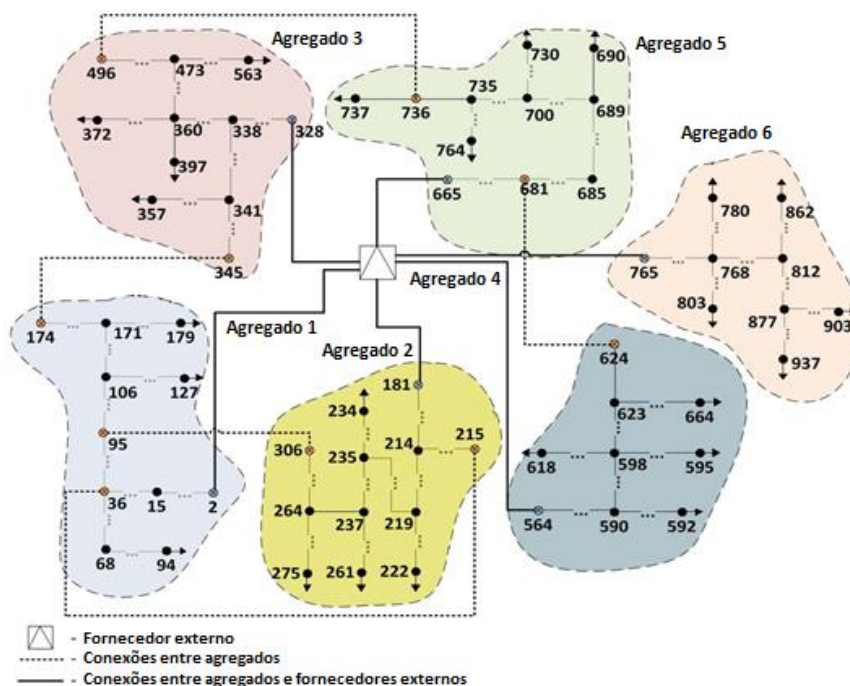 Agregado 3
Agregado 5
496 473 563
372 360 338 328
397
357 341
345
730 690
735 689
737 736 700
764
665 681 685
Agregado 6
780 862
765 768 812
803 877 903
937
Agregado 4
Agregado 1
174 171 179
106 127
95
36 15 2
68 94
Agregado 2
181
234
306 235 214 215
264 237 219
275 261 222
624
623 664
618 598 595
564 590 592
- Fornecedor externo
- Conexões entre agregados
- Conexões entre agregados e fornecedores externos